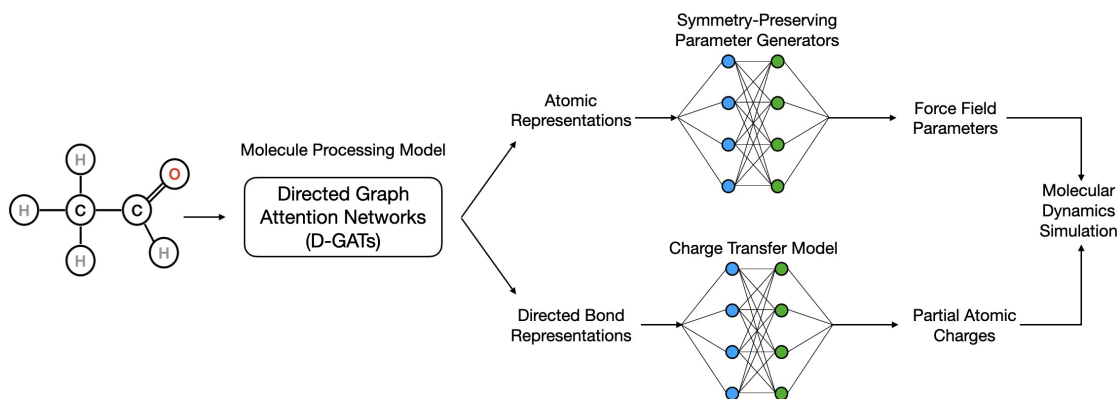 H
O
H
C
C
H
H
Molecule Processing Model
Directed Graph
Attention Networks
(D-GATs)
Atomic
Representations
Symmetry-Preserving
Parameter Generators
Force Field
Parameters
Directed Bond
Representations
Charge Transfer Model
Partial Atomic
Charges
Molecular
Dynamics
Simulation